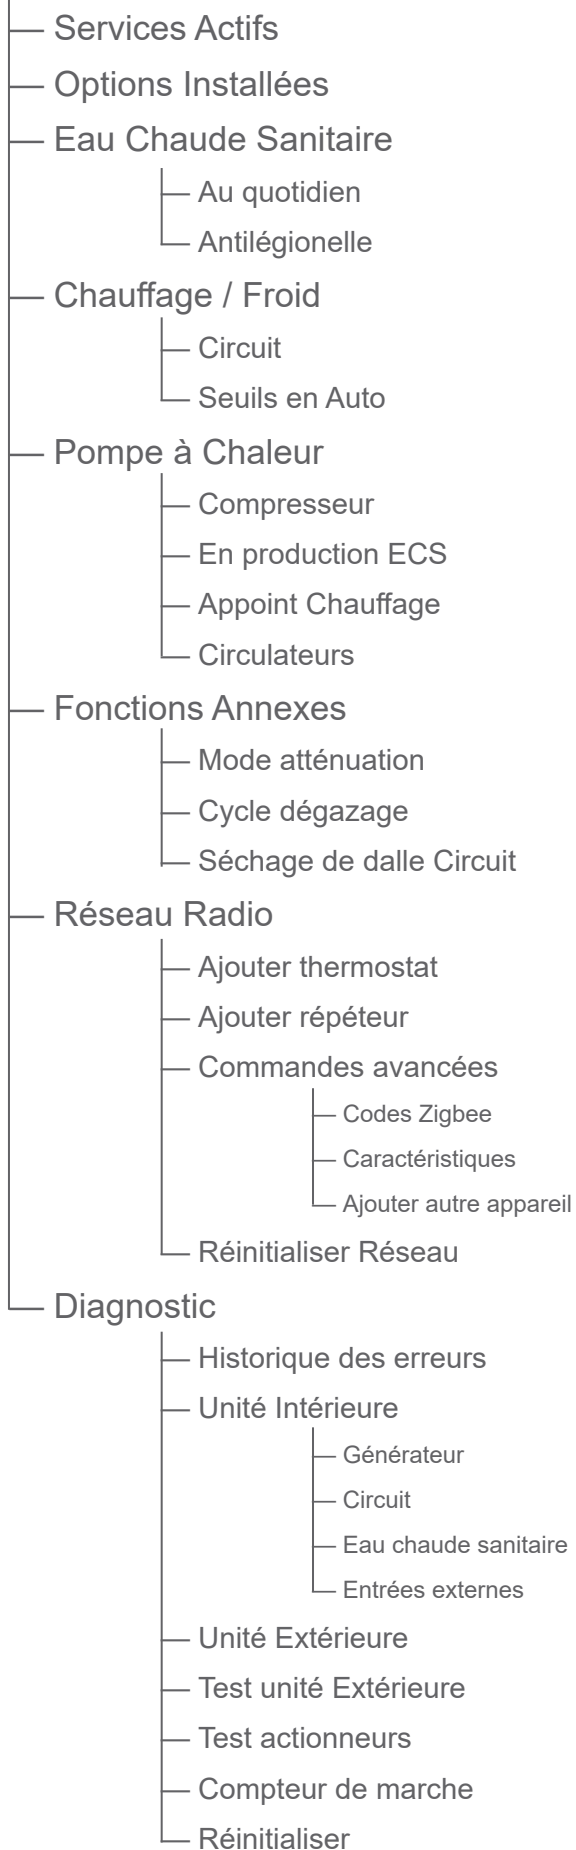 Services Actifs
Options Installées
Eau Chaude Sanitaire
Au quotidien
Antilégionelle
Chauffage / Froid
Circuit
Seuils en Auto
Pompe à Chaleur
Compresseur
En production ECS
Appoint Chauffage
Circulateurs
Fonctions Annexes
Mode atténuation
Cycle dégazage
Séchage de dalle Circuit
Réseau Radio
Ajouter thermostat
Ajouter répéteur
Commandes avancées
Codes Zigbee
Caractéristiques
Ajouter autre appareil
Réinitialiser Réseau
Diagnostic
Historique des erreurs
Unité Intérieure
Générateur
Circuit
Eau chaude sanitaire
Entrées externes
Unité Extérieure
Test unité Extérieure
Test actionneurs
Compteur de marche
Réinitialiser